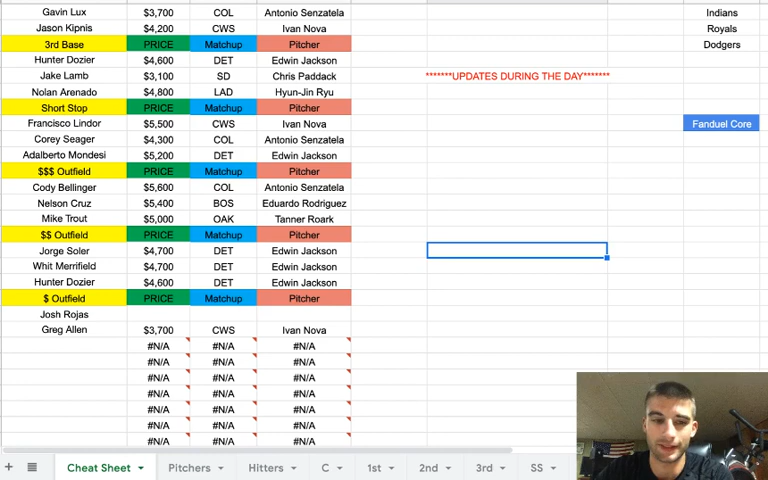 Gavin Lux $3,700 COL Antonio Senzatela Indians
Jason Kipnis $4,200 CWS Ivan Nova Royals
3rd Base PRICE Matchup Pitcher Dodgers
Hunter Dozier $4,600 DET Edwin Jackson
Jake Lamb $3,100 SD Chris Paddack *******UPDATES DURING THE DAY*******
Nolan Arenado $4,800 LAD Hyun-Jin Ryu
Short Stop PRICE Matchup Pitcher
Francisco Lindor $5,500 CWS Ivan Nova Fanduel Core
Corey Seager $4,300 COL Antonio Senzatela
Adalberto Mondesi $5,200 DET Edwin Jackson
$$$ Outfield PRICE Matchup Pitcher
Cody Bellinger $5,600 COL Antonio Senzatela
Nelson Cruz $5,400 BOS Eduardo Rodriguez
Mike Trout $5,000 OAK Tanner Roark
$$ Outfield PRICE Matchup Pitcher
Jorge Soler $4,700 DET Edwin Jackson
Whit Merrifield $4,700 DET Edwin Jackson
Hunter Dozier $4,600 DET Edwin Jackson
$ Outfield PRICE Matchup Pitcher
Josh Rojas
Greg Allen $3,700 CWS Ivan Nova
#N/A #N/A #N/A
#N/A #N/A #N/A
#N/A #N/A #N/A
#N/A #N/A #N/A
#N/A #N/A #N/A
#N/A #N/A #N/A
#N/A #N/A #N/A
+ Cheat Sheet Pitchers Hitters C 1st 2nd 3rd SS